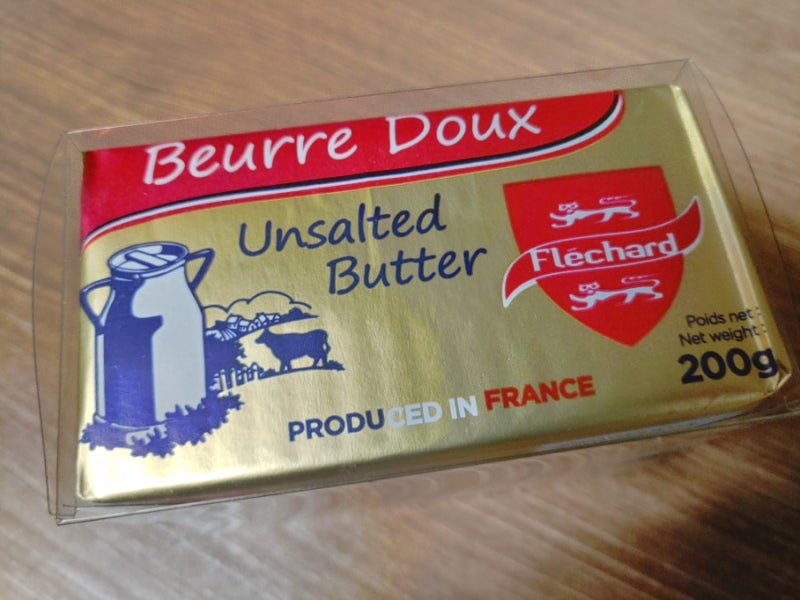 Beurre Doux
Unsalted
Butter
Fléchard
Poids net :
Net weight :
200g
PRODUCED IN FRANCE